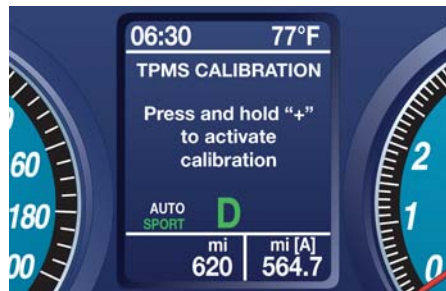 06:30 77°F
TPMS CALIBRATION
Press and hold “+”
to activate
calibration
AUTO
SPORT D
mi mi [A]
620 564.7
60
180
2
1
0